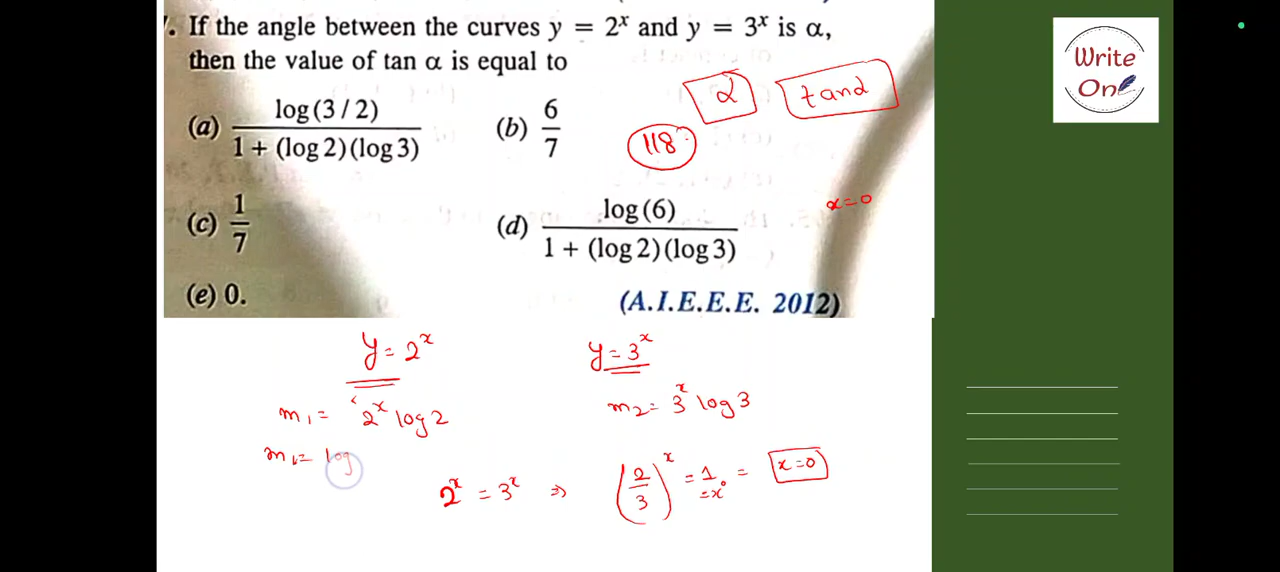 . If the angle between the curves y = 2^x and y = 3^x is α,
then the value of tan α is equal to
(a) log (3 / 2) / 1 + (log 2) (log 3)
(b) 6/7
(c) 1/7
(d) log (6) / 1 + (log 2) (log 3)
(e) 0.
(A.I.E.E.E. 2012)
α
tanα
118
x=0
Write
On
y = 2^x
y = 3^x
m₁ = 2^x log 2
m₂ = 3^x log 3
m₁ = log
2^x = 3^x ⇒ (2/3)^x = 1 = x=0
= x°